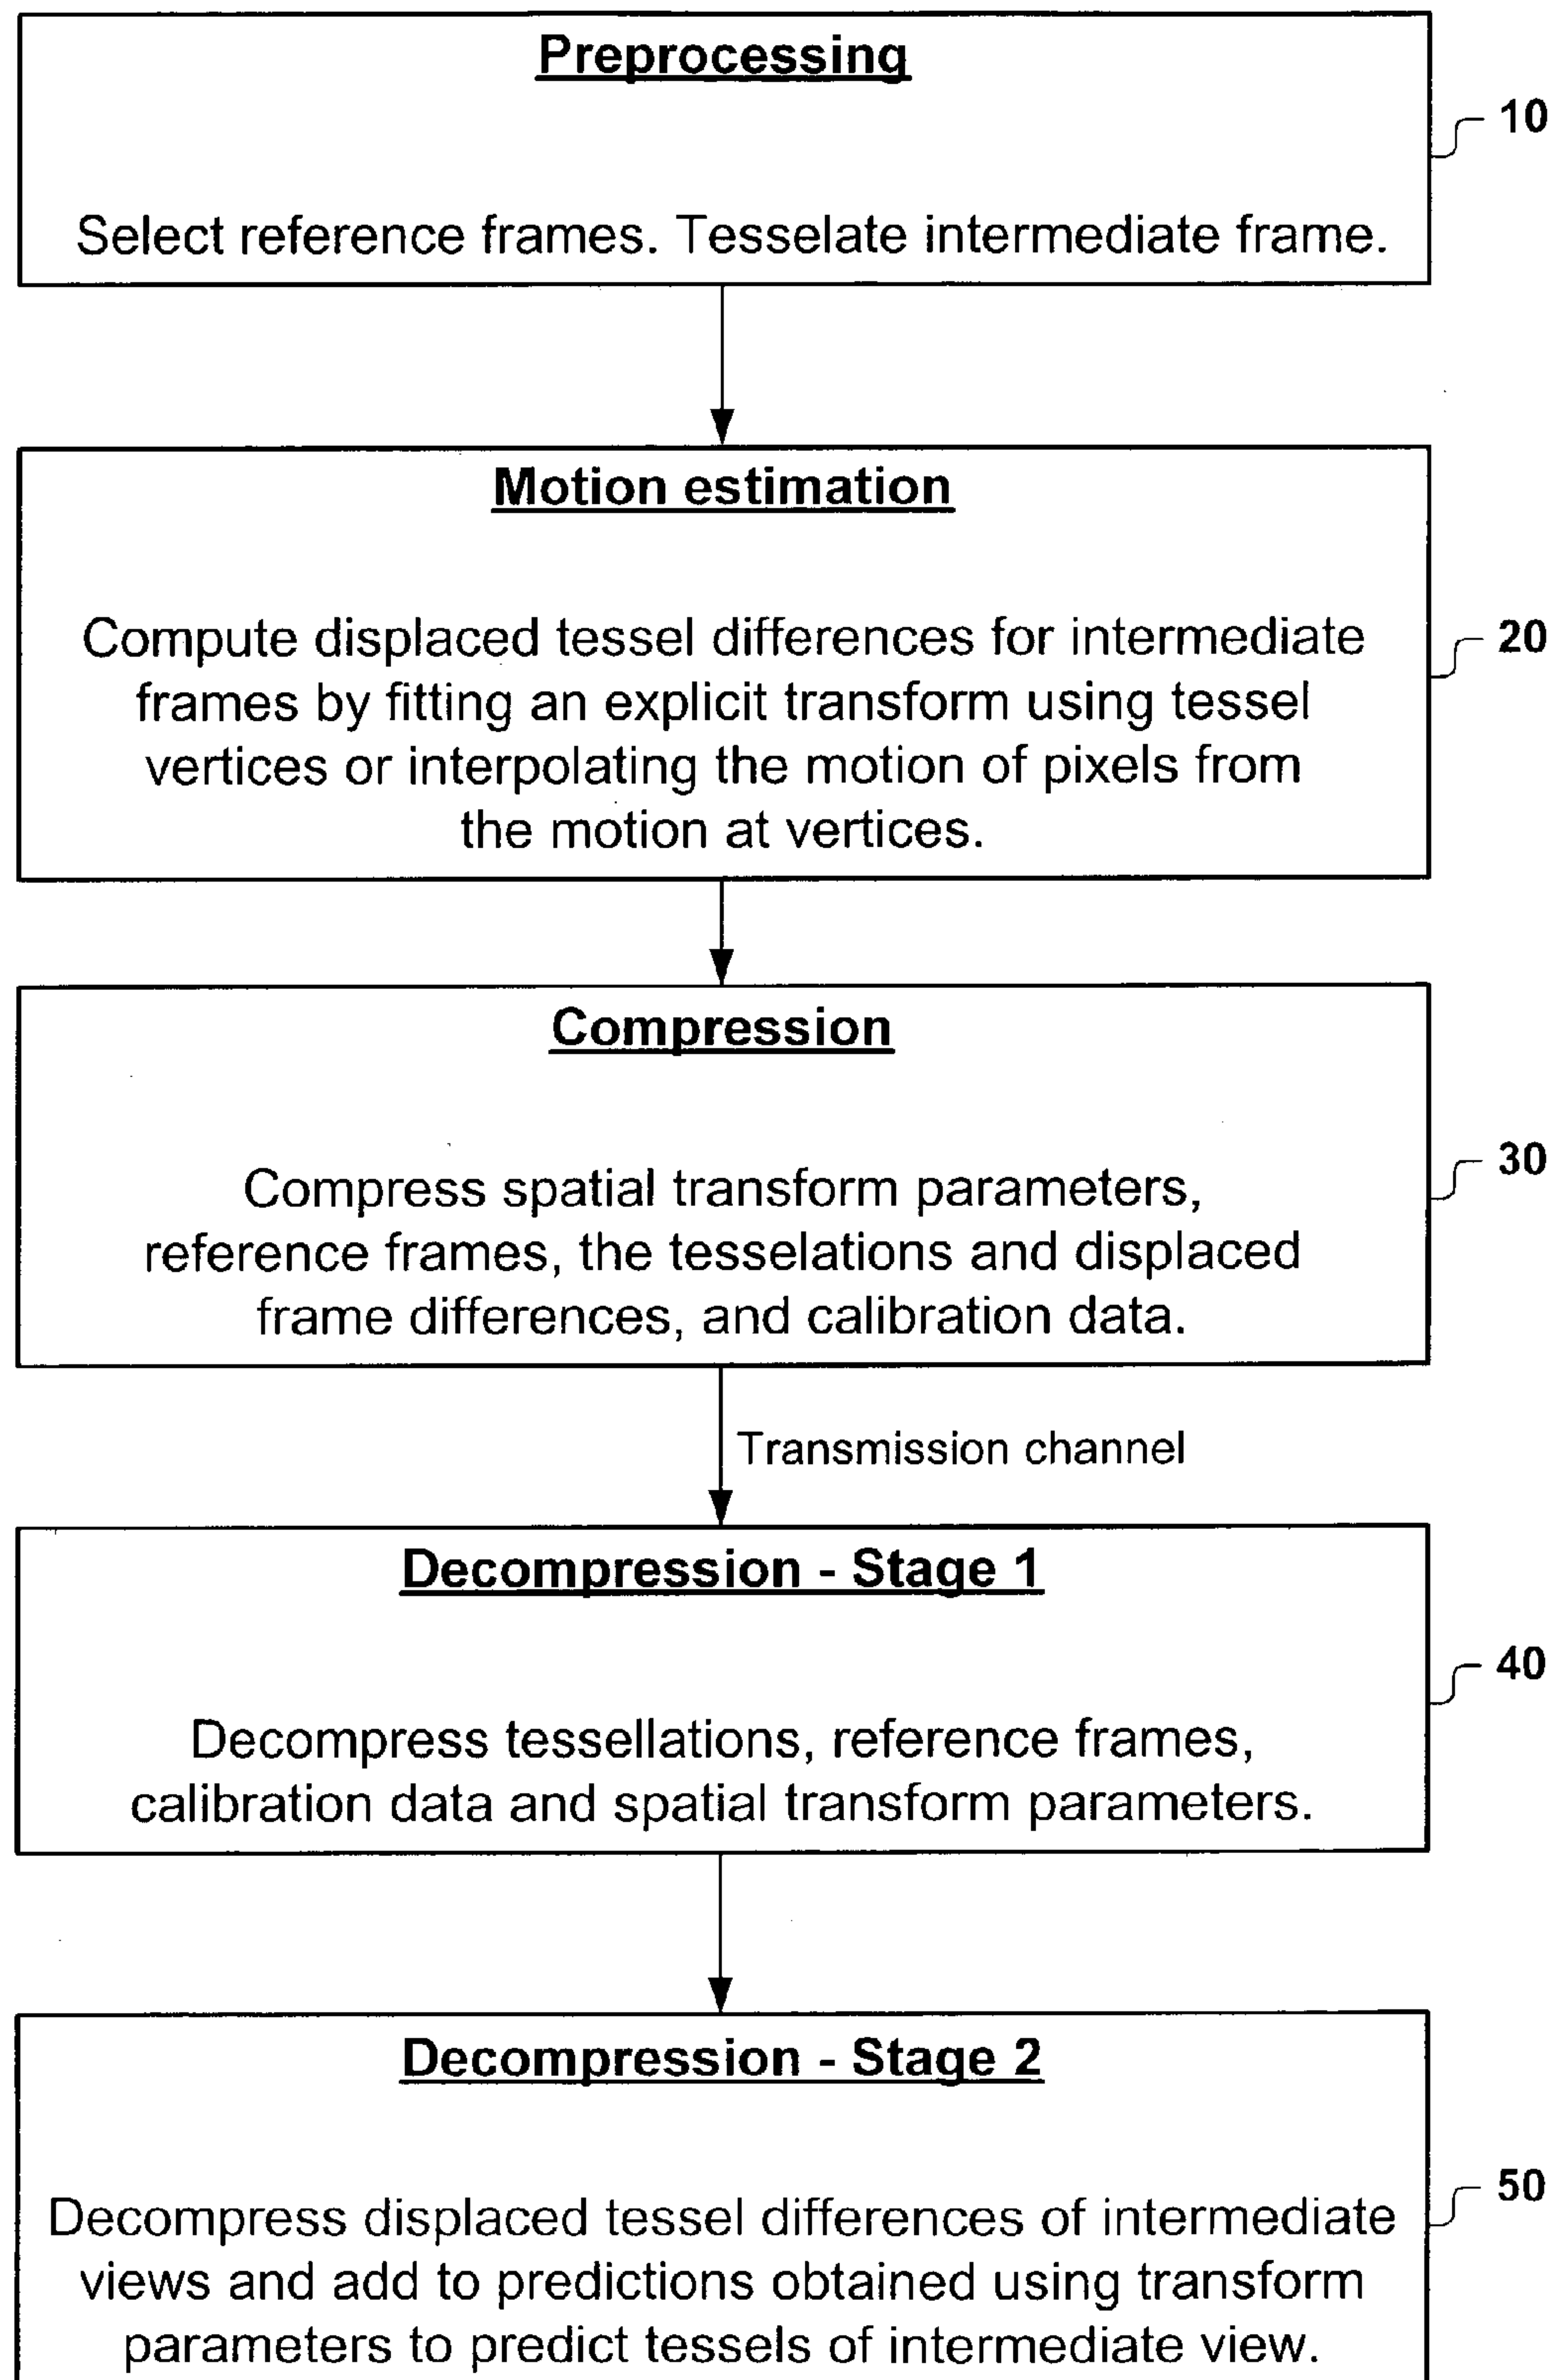 Preprocessing
10
Select reference frames. Tesselate intermediate frame.
Motion estimation
Compute displaced tessel differences for intermediate
20
frames by fitting an explicit transform using tessel
vertices or interpolating the motion of pixels from
the motion at vertices.
Compression
30
Compress spatial transform parameters,
reference frames, the tesselations and displaced
frame differences, and calibration data.
Transmission channel
Decompression - Stage 1
40
Decompress tessellations, reference frames,
calibration data and spatial transform parameters.
Decompression - Stage 2
50
Decompress displaced tessel differences of intermediate
views and add to predictions obtained using transform
parameters to predict tessels of intermediate view.